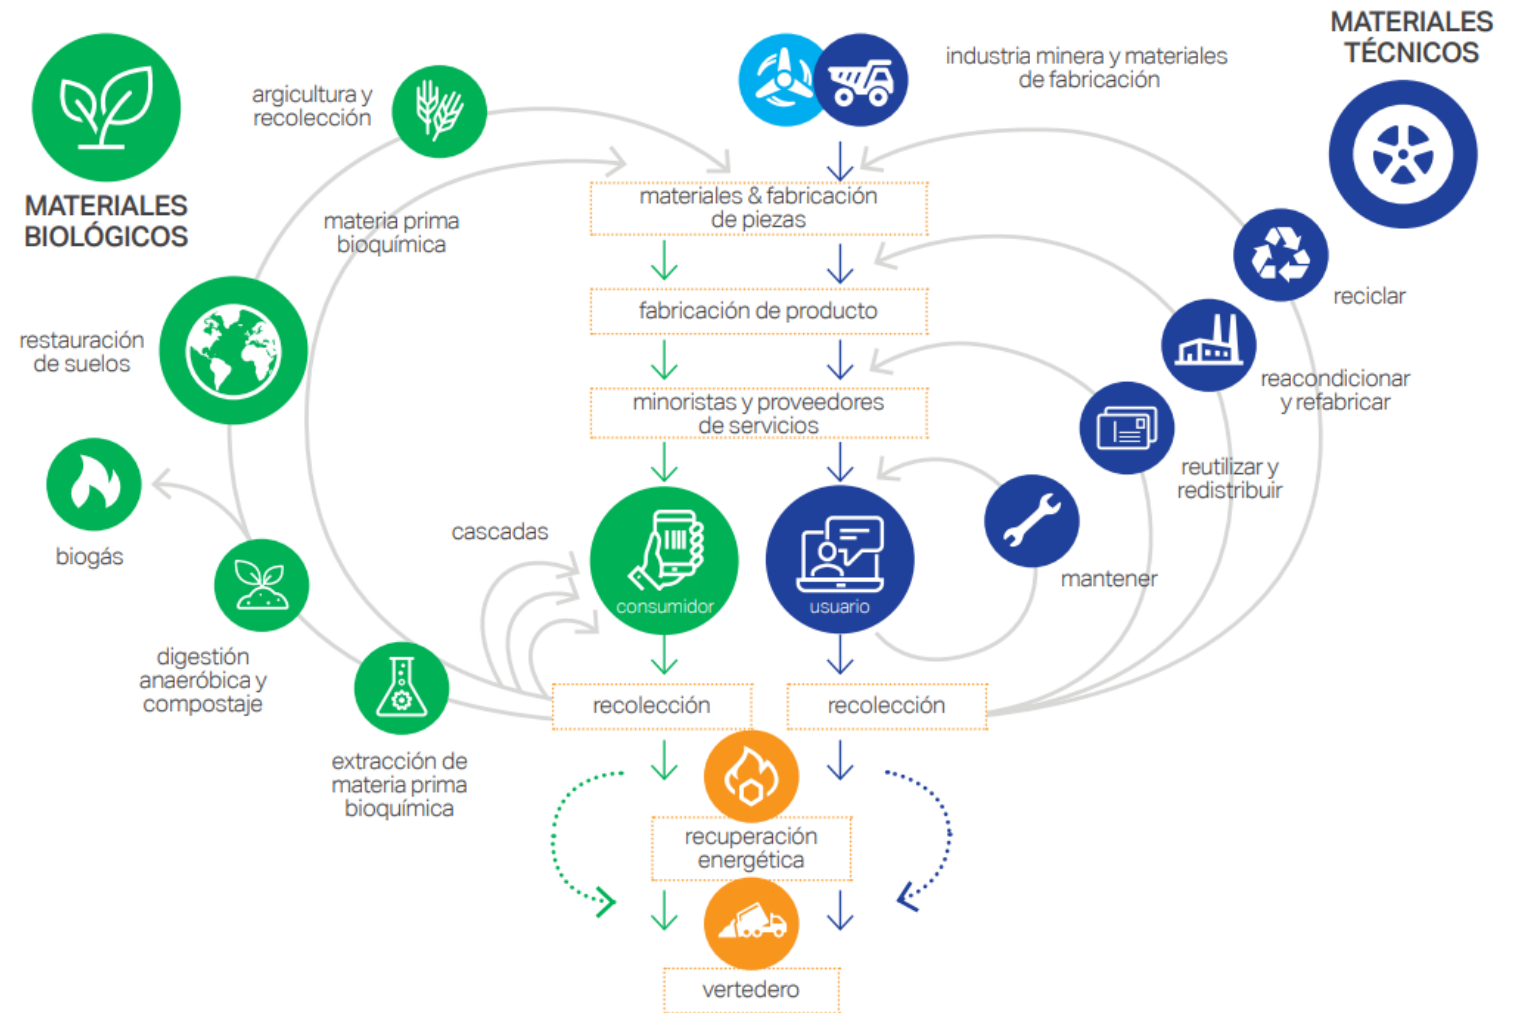 MATERIALES
BIOLÓGICOS
argicultura y
recolección
materia prima
bioquímica
restauración
de suelos
biogás
digestión
anaeróbica y
compostaje
extracción de
materia prima
bioquímica
cascadas
industria minera y materiales
de fabricación
materiales & fabricación
de piezas
fabricación de producto
minoristas y proveedores
de servicios
consumidor
usuario
recolección
recolección
recuperación
energética
vertedero
MATERIALES
TÉCNICOS
reciclar
reacondicionar
y refabricar
reutilizar y
redistribuir
mantener